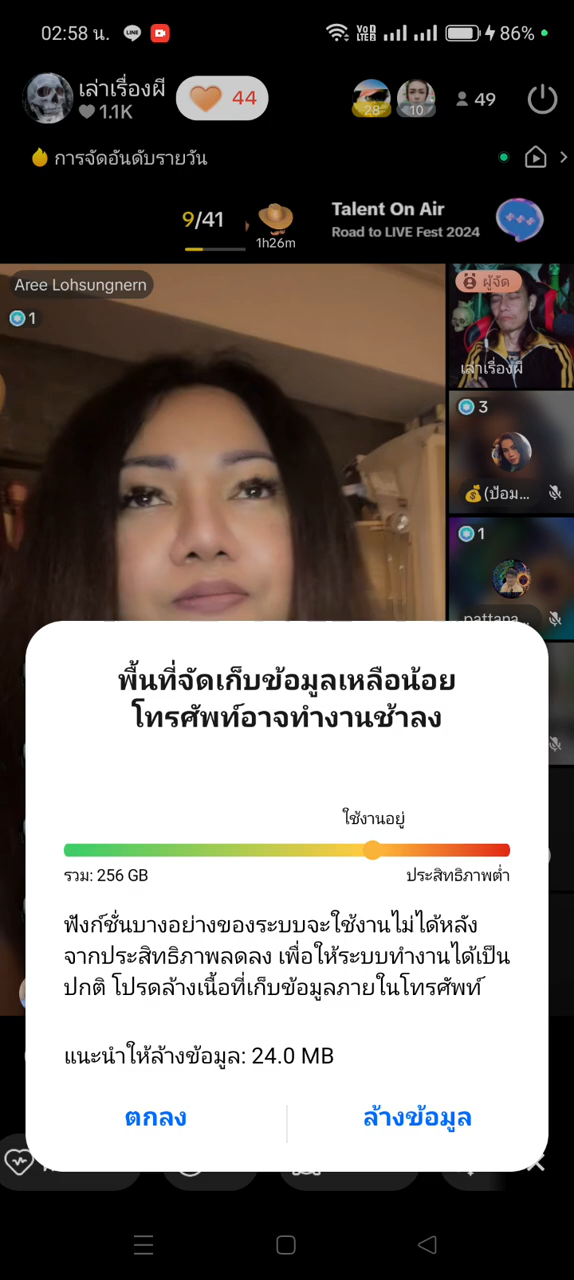 02:58 น.
VoD LTE2
86%
เล่าเรื่องผี
1.1K
44
28
10
49
การจัดอันดับรายวัน
9/41
1h26m
Talent On Air
Road to LIVE Fest 2024
Aree Lohsungnern
1
ผู้จัด
เล่าเรื่องผี
3
(ป้อม...
1
pattana...
พื้นที่จัดเก็บข้อมูลเหลือน้อย
โทรศัพท์อาจทำงานช้าลง
ใช้งานอยู่
รวม: 256 GB
ประสิทธิภาพต่ำ
ฟังก์ชั่นบางอย่างของระบบจะใช้งานไม่ได้หลัง
จากประสิทธิภาพลดลง เพื่อให้ระบบทำงานได้เป็น
ปกติ โปรดล้างเนื้อที่เก็บข้อมูลภายในโทรศัพท์
แนะนำให้ล้างข้อมูล: 24.0 MB
ตกลง
ล้างข้อมูล